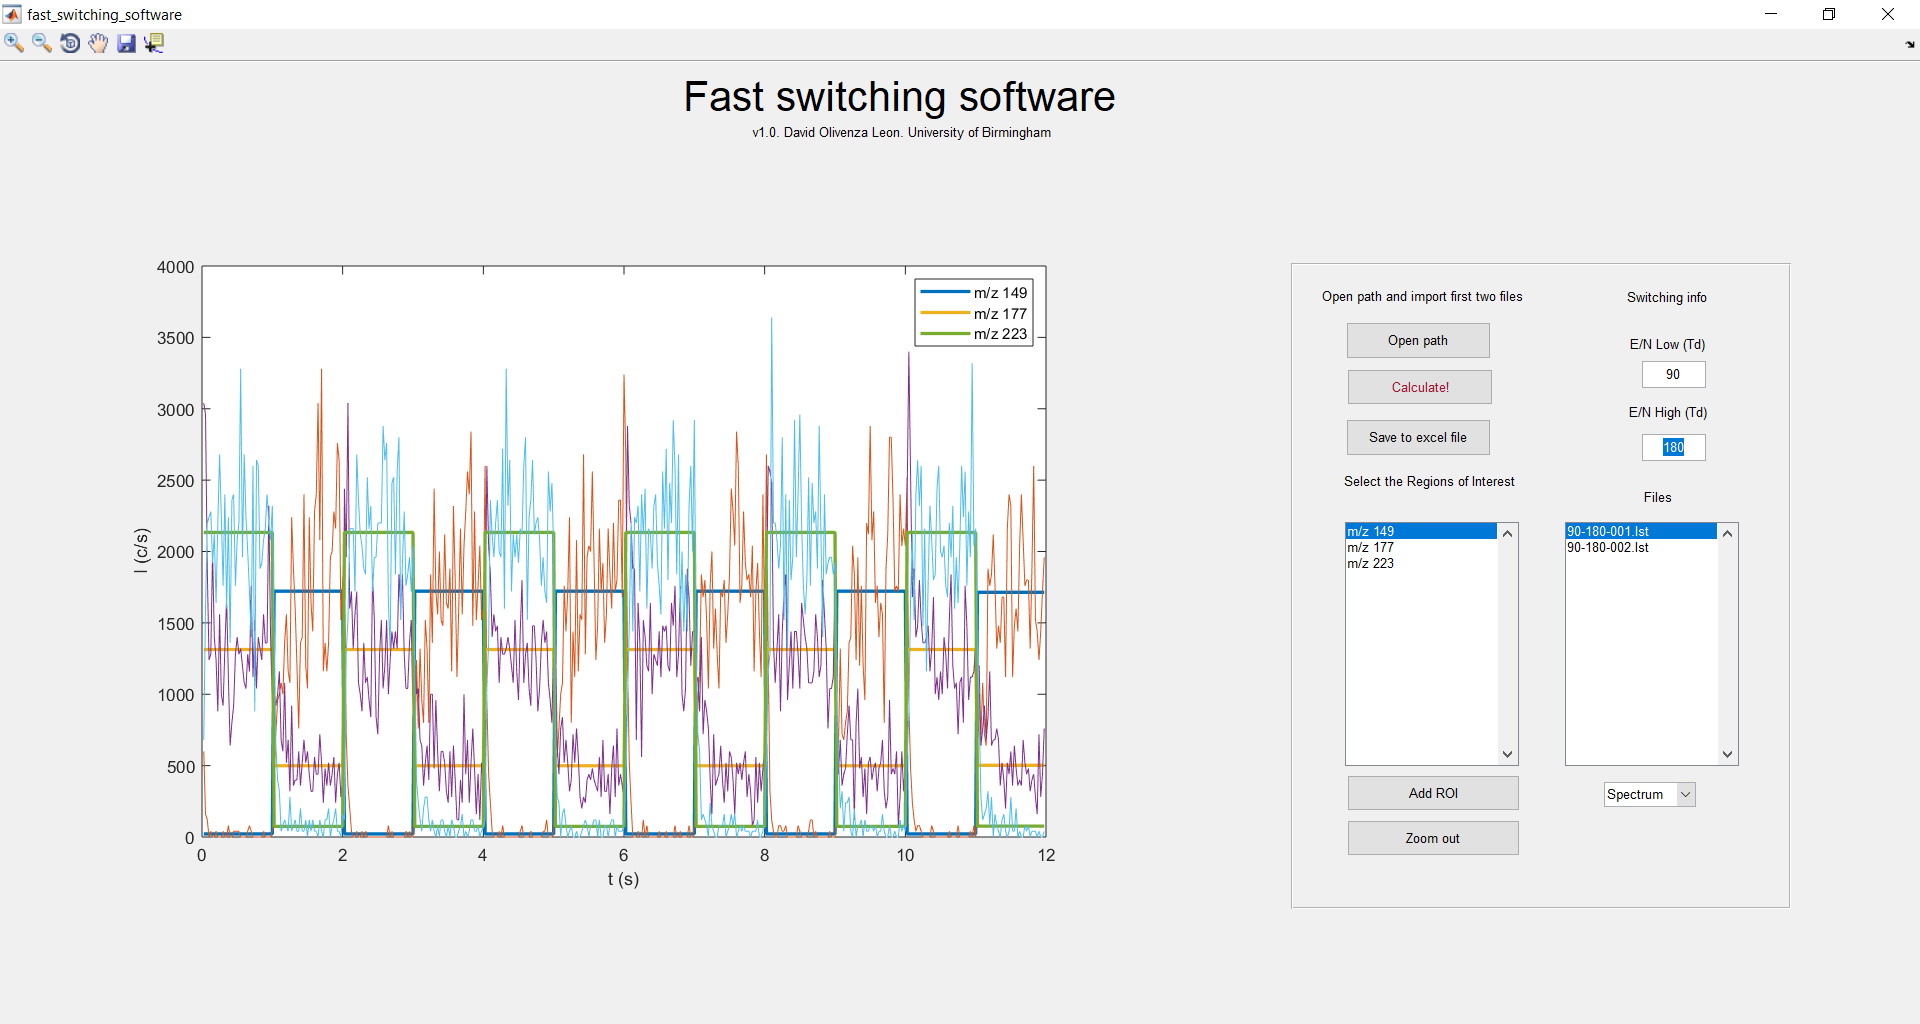 fast_switching_software
Fast switching software
v1.0. David Olivenza Leon. University of Birmingham
4000
3500
3000
2500
2000
1500
1000
500
0
I (c/s)
0 2 4 6 8 10 12
t (s)
m/z 149
m/z 177
m/z 223
Open path and import first two files
Open path
Calculate!
Save to excel file
Select the Regions of Interest
m/z 149
m/z 177
m/z 223
Add ROI
Zoom out
Switching info
E/N Low (Td)
90
E/N High (Td)
180
Files
90-180-001.lst
90-180-002.lst
Spectrum